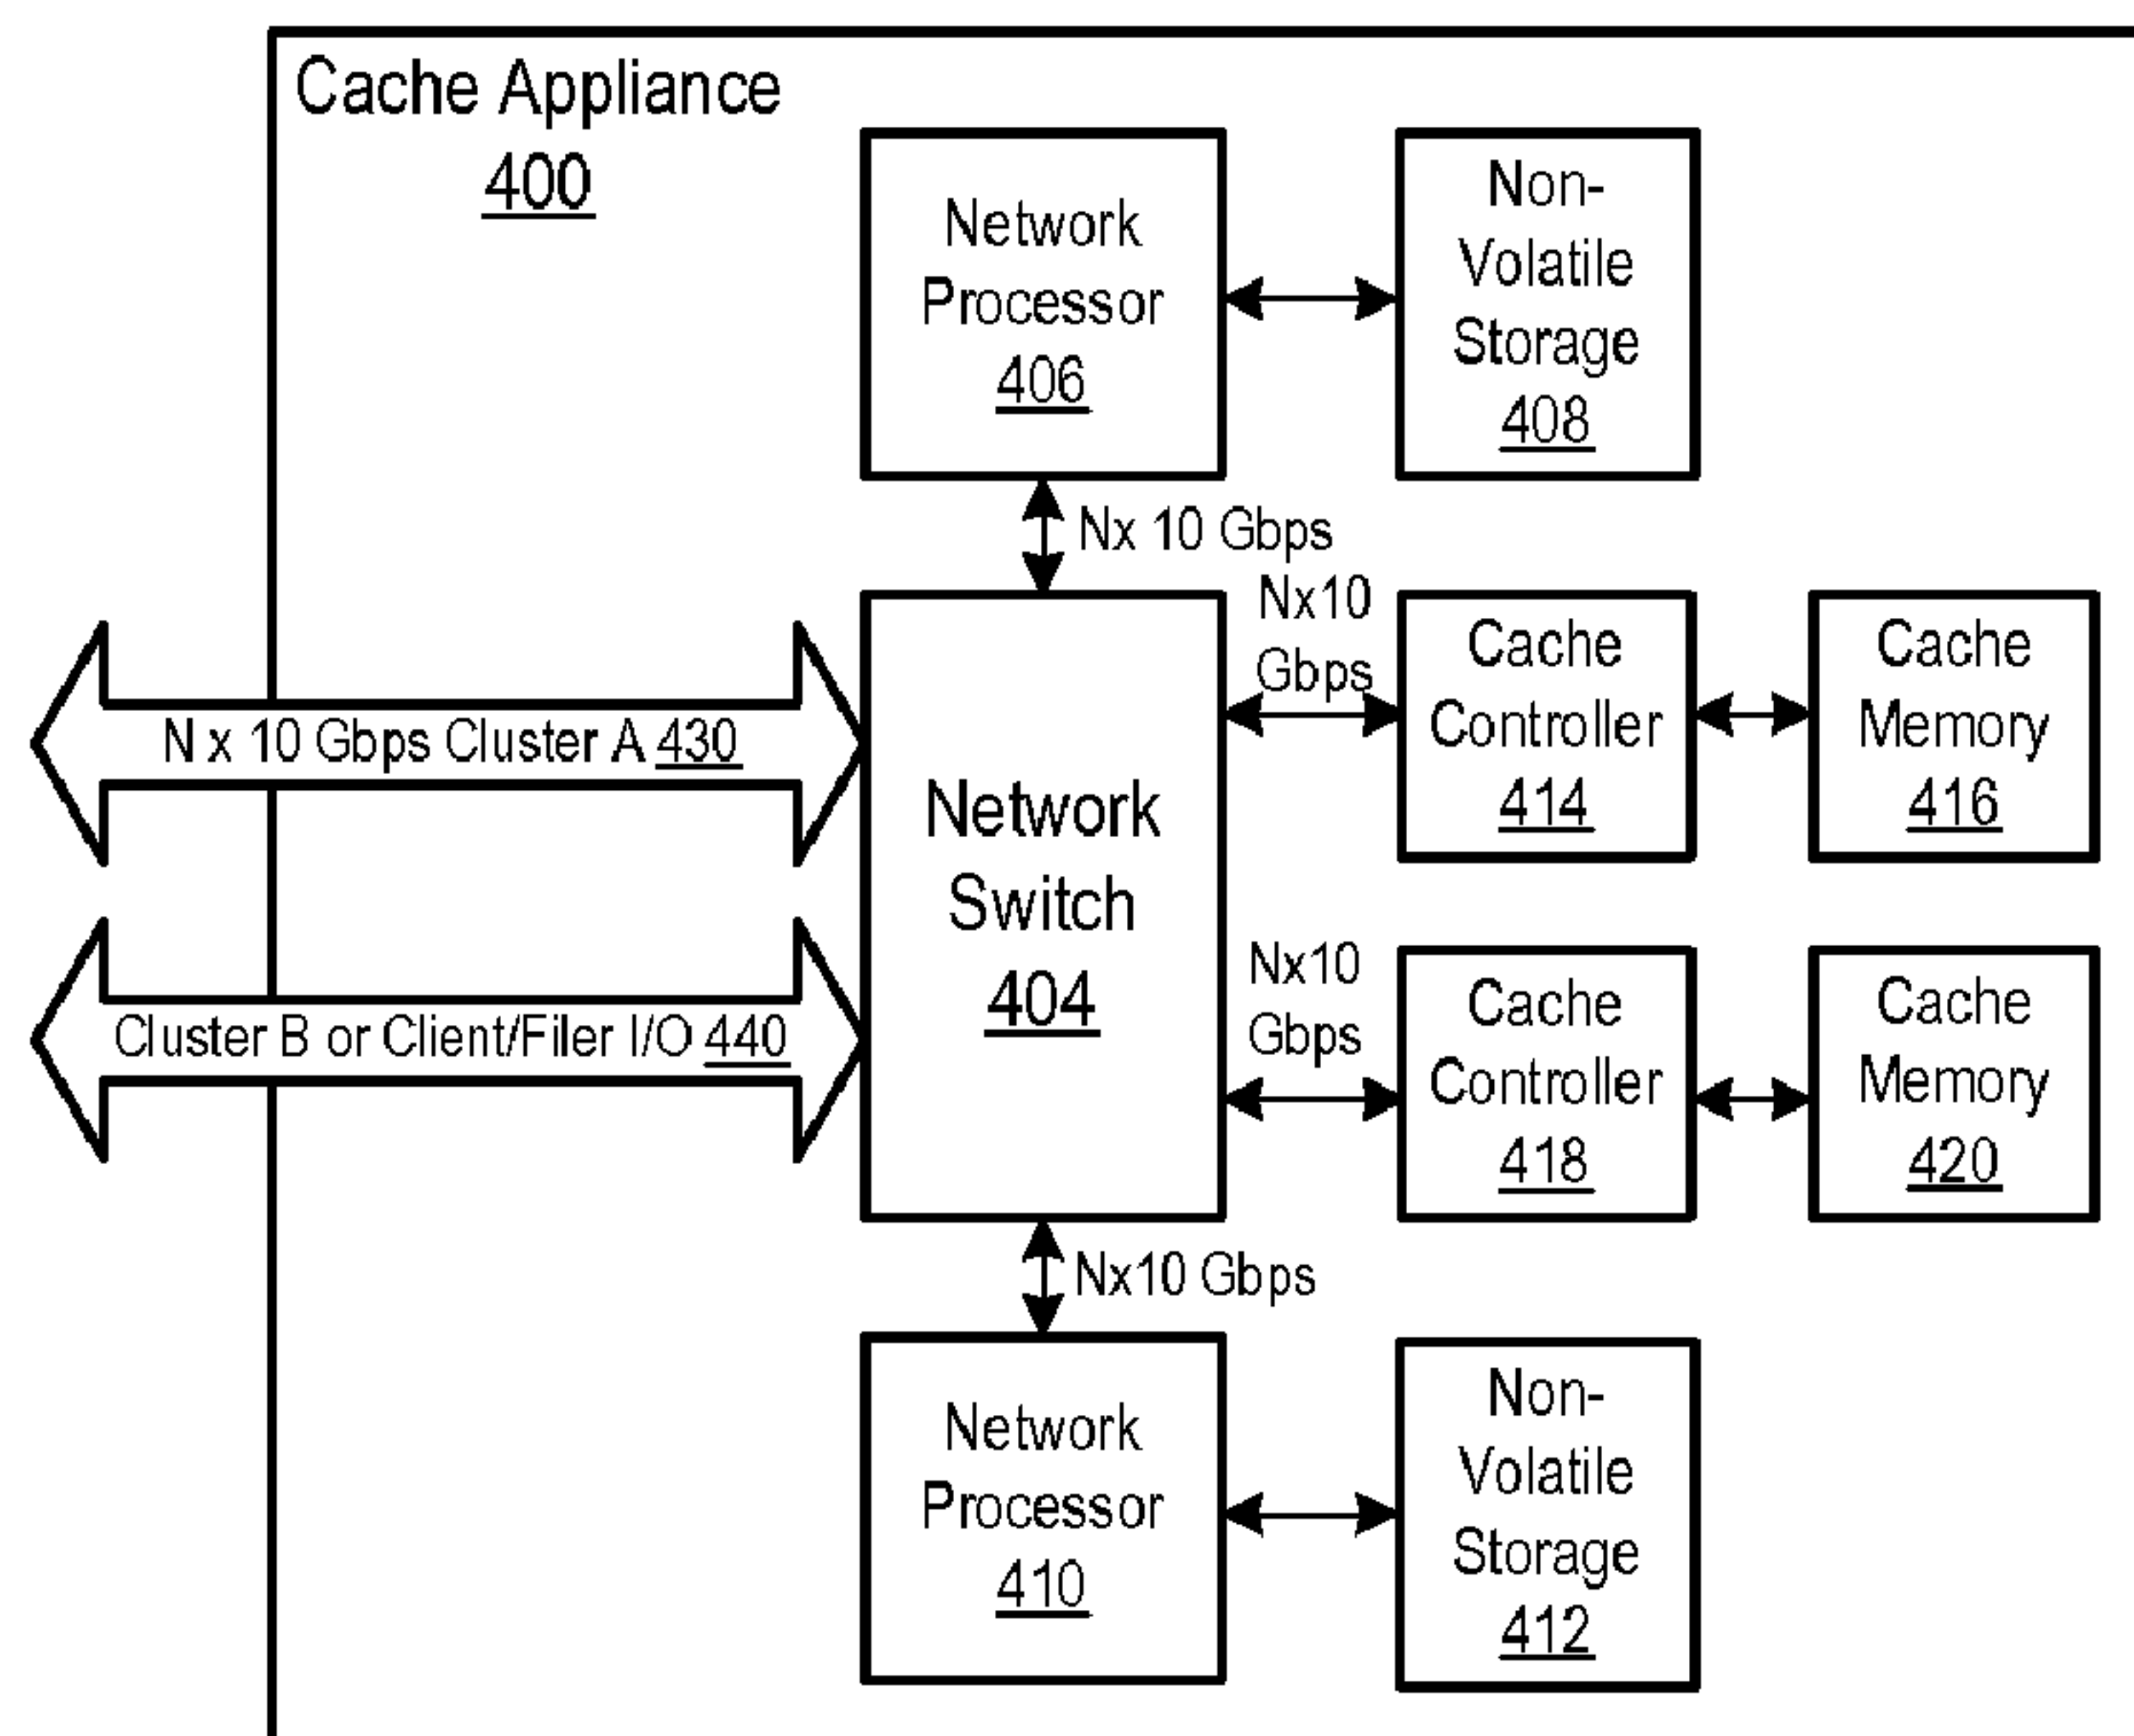 Cache Appliance
400
Network
Processor
406
Non-
Volatile
Storage
408
Nx 10 Gbps
N x 10 Gbps Cluster A 430
Cluster B or Client/Filer I/O 440
Network
Switch
404
Nx10
Gbps
Cache
Controller
414
Cache
Memory
416
Nx10
Gbps
Cache
Controller
418
Cache
Memory
420
Nx10 Gbps
Network
Processor
410
Non-
Volatile
Storage
412